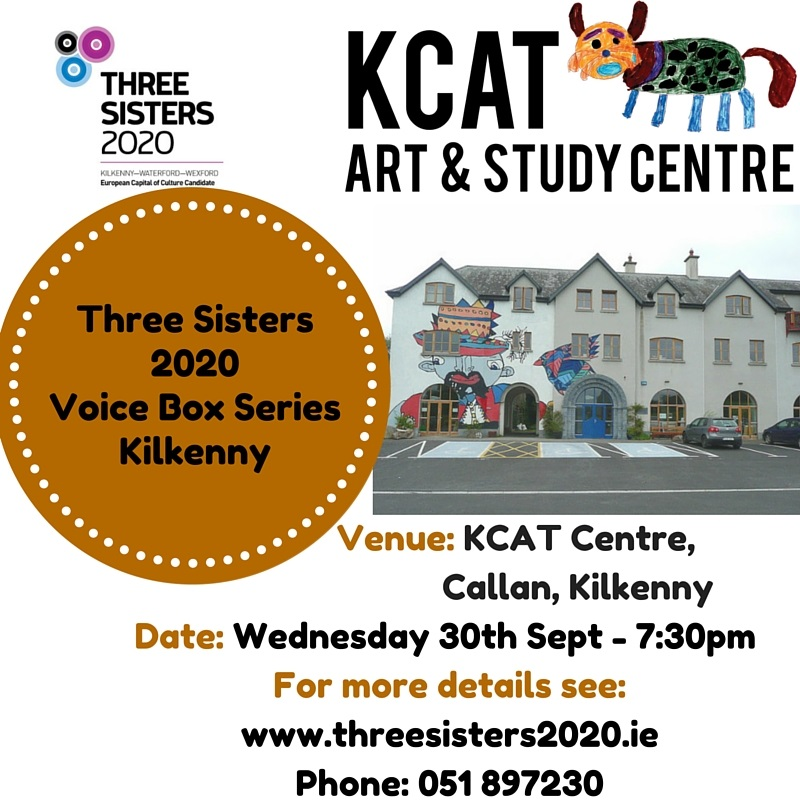 THREE
SISTERS
2020
KILKENNY–WATERFORD–WEXFORD
European Capital of Culture Candidate
KCAT
ART & STUDY CENTRE
Three Sisters
2020
Voice Box Series
Kilkenny
Venue: KCAT Centre,
Callan, Kilkenny
Date: Wednesday 30th Sept - 7:30pm
For more details see:
www.threesisters2020.ie
Phone: 051 897230